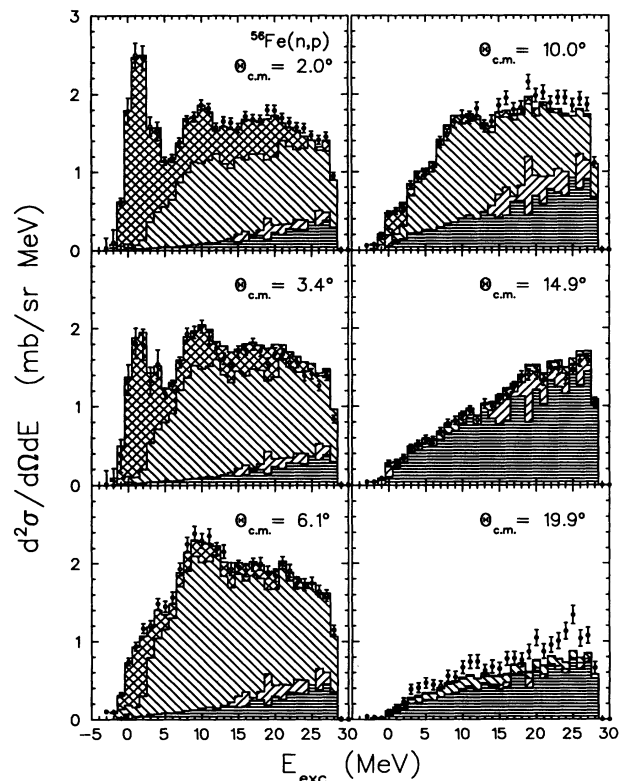 ⁵⁶Fe(n,p)
Θc.m.= 2.0°
Θc.m.= 10.0°
3
2
1
0
Θc.m.= 3.4°
Θc.m.= 14.9°
2
1
0
Θc.m.= 6.1°
Θc.m.= 19.9°
2
1
0
d²σ/dΩdE (mb/sr MeV)
-5 0 5 10 15 20 25 30 0 5 10 15 20 25 30
Eexc (MeV)